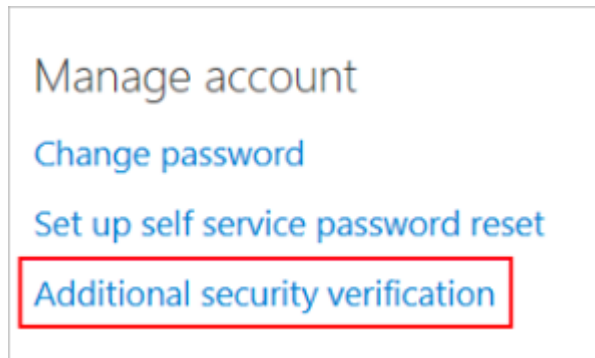 Manage account
Change password
Set up self service password reset
Additional security verification